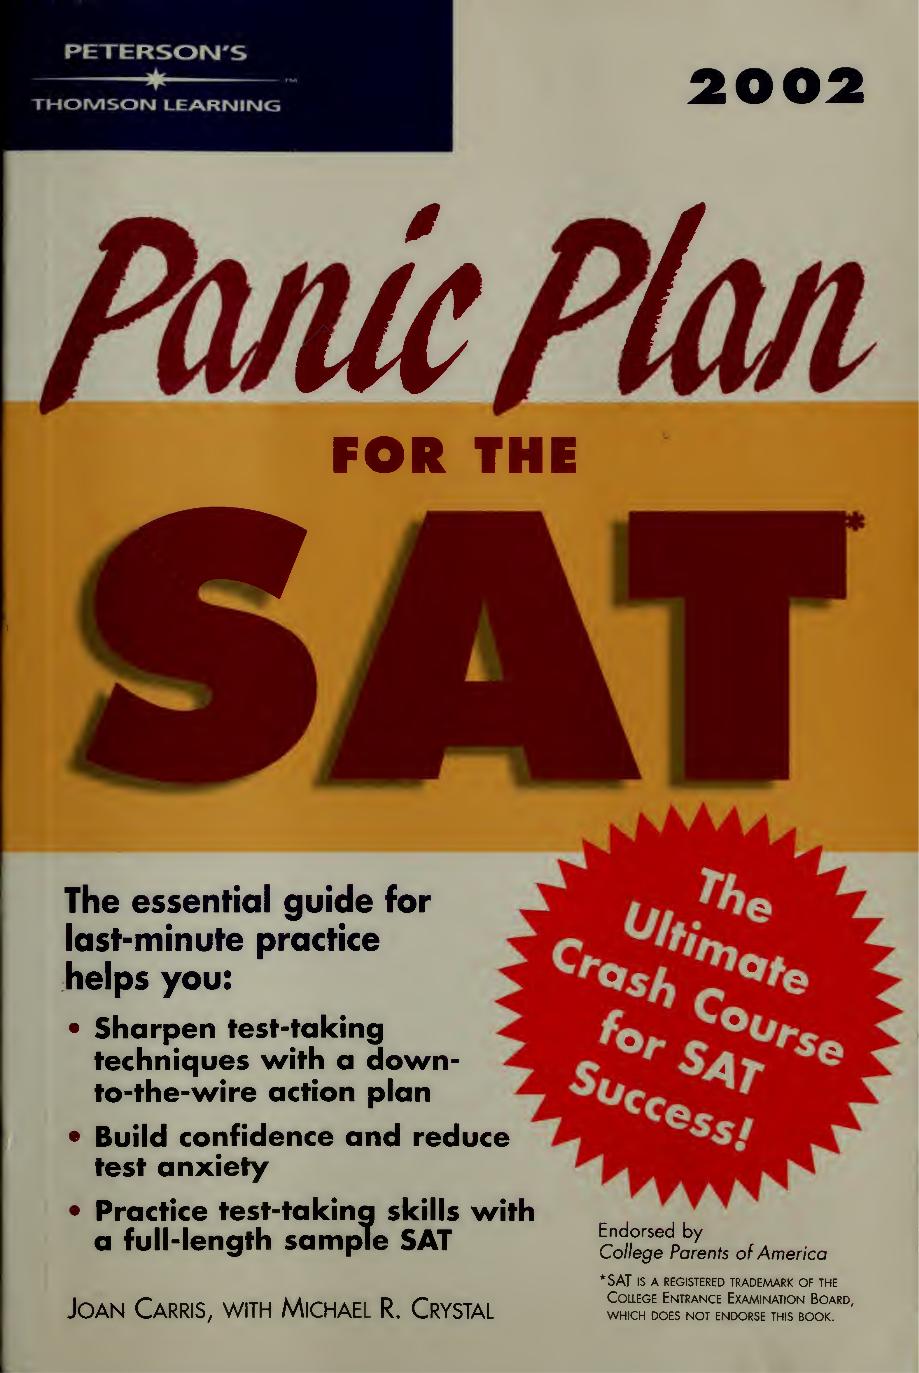 PETERSON'S
™
THOMSON LEARNING
2002
Panic Plan
FOR THE
SAT*
The essential guide for
last-minute practice
helps you:
• Sharpen test-taking
techniques with a down-
to-the-wire action plan
• Build confidence and reduce
test anxiety
• Practice test-taking skills with
a full-length sample SAT
The
Ultimate
Crash Course
for SAT
Success!
Endorsed by
College Parents of America
*SAT IS A REGISTERED TRADEMARK OF THE
COLLEGE ENTRANCE EXAMINATION BOARD,
WHICH DOES NOT ENDORSE THIS BOOK.
JOAN CARRIS, WITH MICHAEL R. CRYSTAL